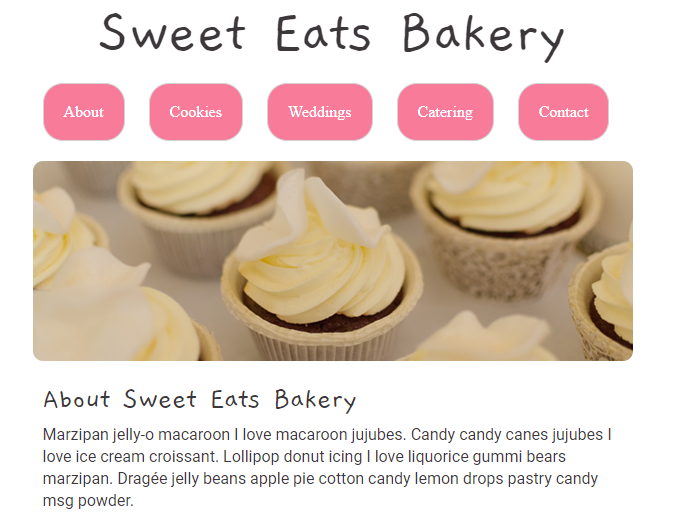 Sweet Eats Bakery
About Cookies Weddings Catering Contact
About Sweet Eats Bakery
Marzipan jelly-o macaroon I love macaroon jujubes. Candy candy canes jujubes I
love ice cream croissant. Lollipop donut icing I love liquorice gummi bears
marzipan. Dragée jelly beans apple pie cotton candy lemon drops pastry candy
msg powder.